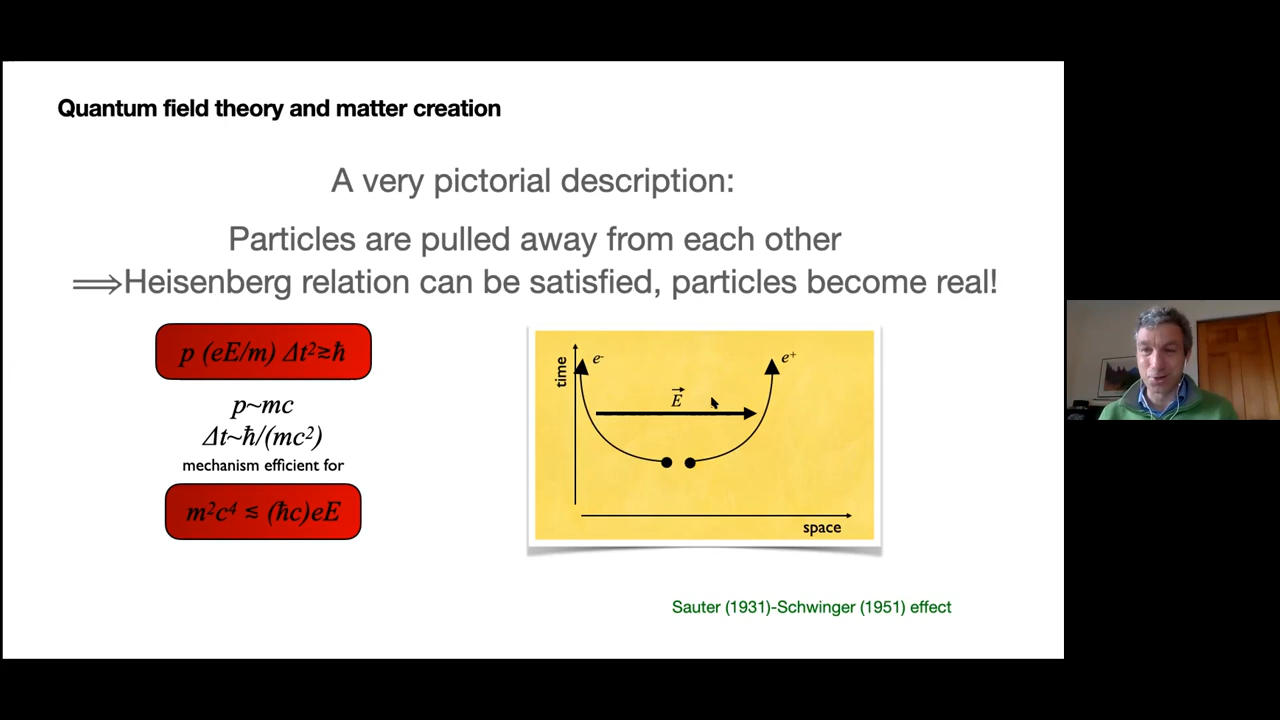 Quantum field theory and matter creation
A very pictorial description:
Particles are pulled away from each other
⟹Heisenberg relation can be satisfied, particles become real!
p (eE/m) Δt²≳ħ
p~mc
Δt~ħ/(mc²)
mechanism efficient for
m²c⁴ ≲ (ħc)eE
time
e⁻
e⁺
E⃗
space
Sauter (1931)-Schwinger (1951) effect